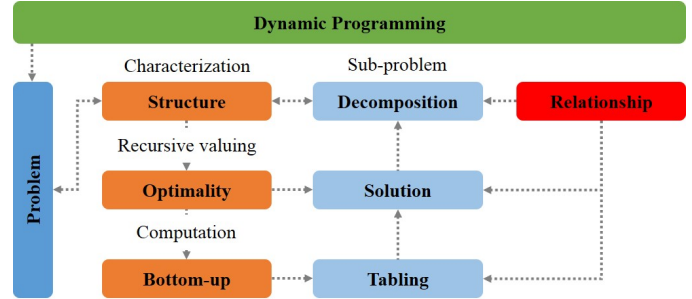 Dynamic Programming
Characterization
Sub-problem
Structure
Decomposition
Relationship
Recursive valuing
Problem
Optimality
Solution
Computation
Bottom-up
Tabling